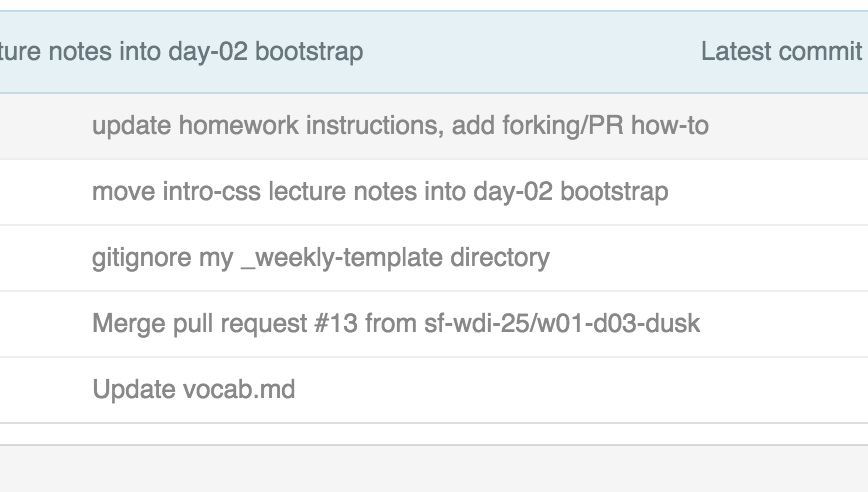 notes into day-02 bootstrap Latest commit
update homework instructions, add forking/PR how-to
move intro-css lecture notes into day-02 bootstrap
gitignore my _weekly-template directory
Merge pull request #13 from sf-wdi-25/w01-d03-dusk
Update vocab.md